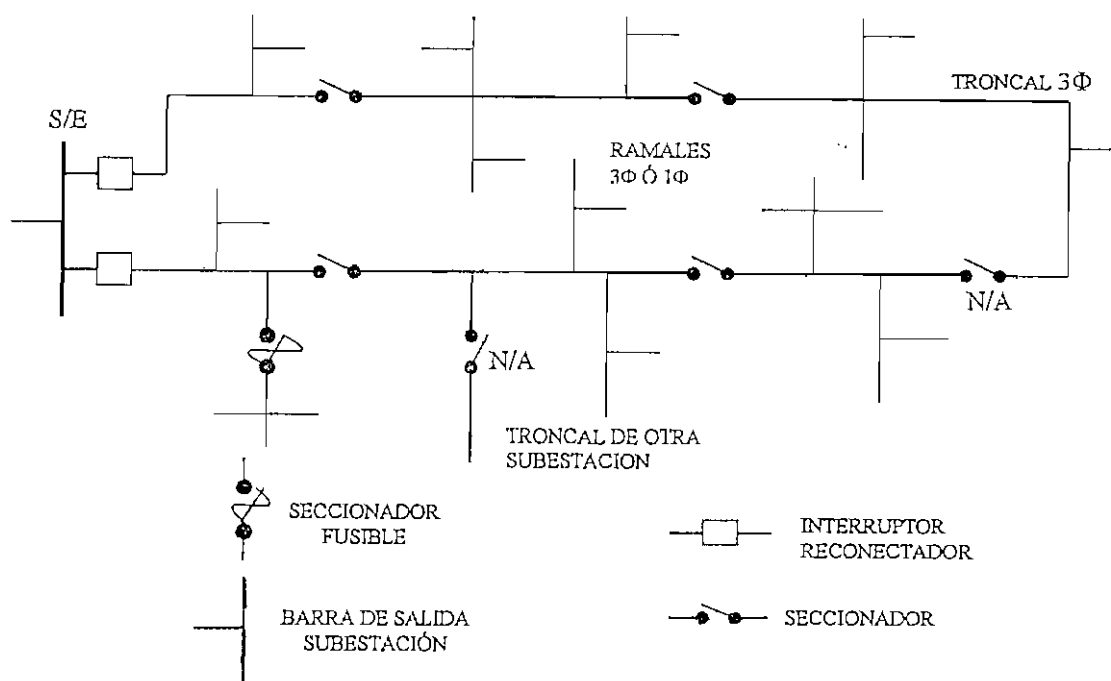 TRONCAL 3Φ
S/E
RAMALES
3Φ Ó 1Φ
N/A
N/A
TRONCAL DE OTRA
SUBESTACION
SECCIONADOR
FUSIBLE
INTERRUPTOR
RECONECTADOR
BARRA DE SALIDA
SUBESTACIÓN
SECCIONADOR